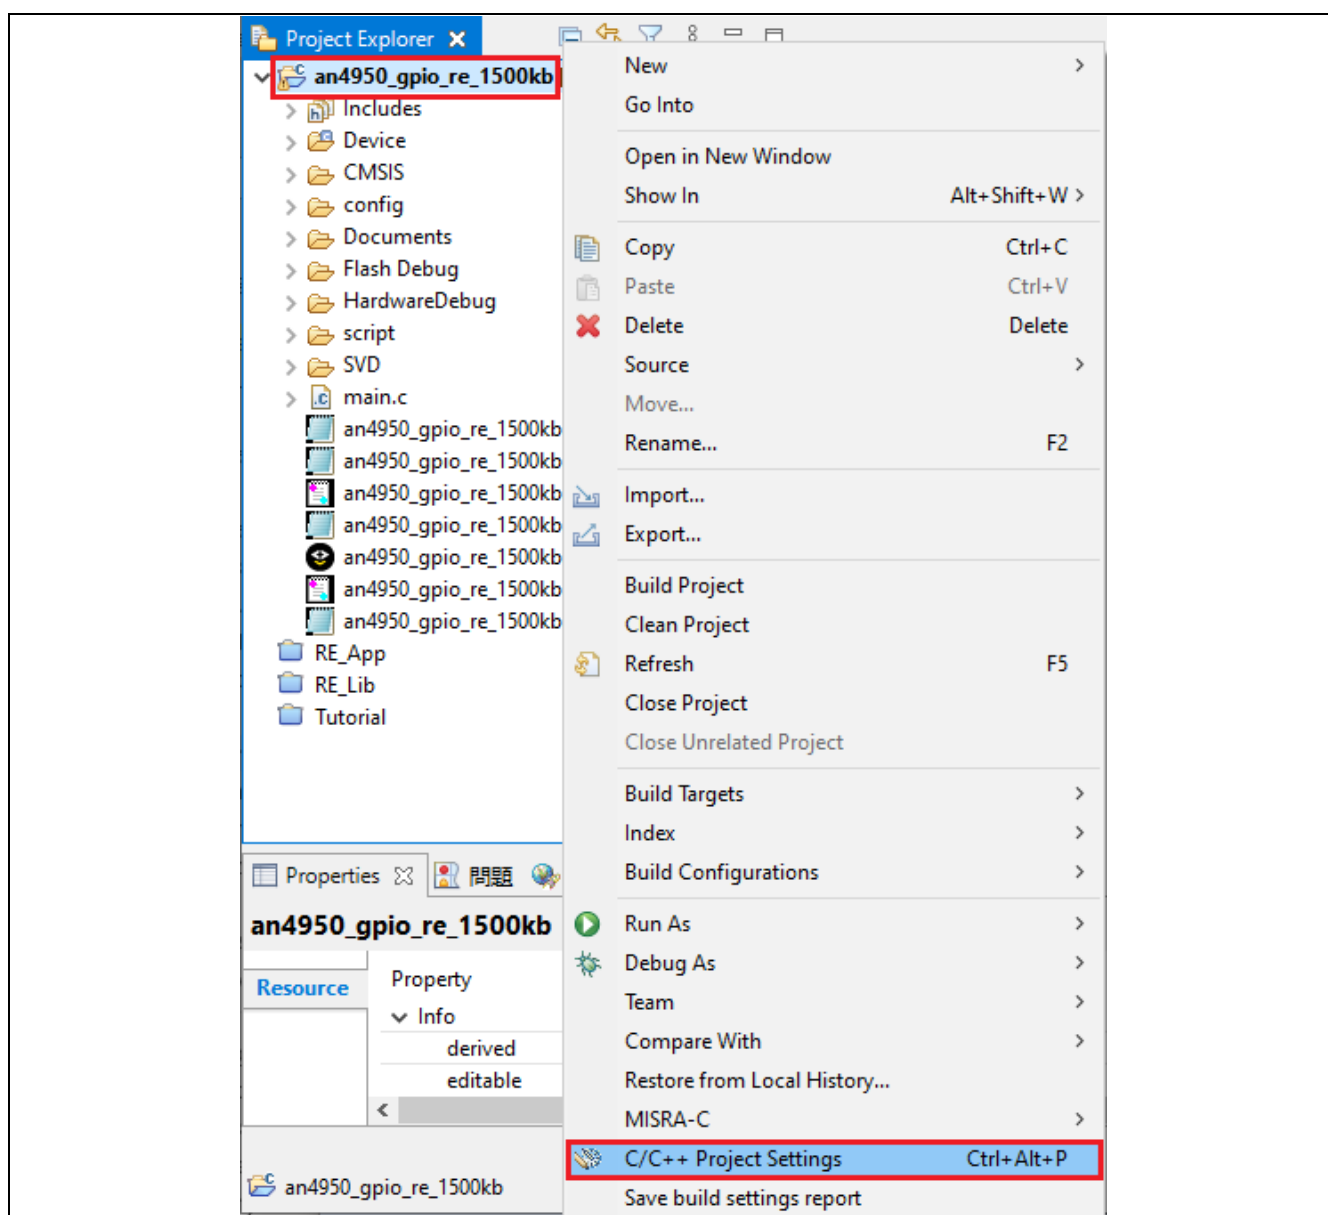 Project Explorer
an4950_gpio_re_1500kb
Includes
Device
CMSIS
config
Documents
Flash Debug
HardwareDebug
script
SVD
main.c
an4950_gpio_re_1500kb
an4950_gpio_re_1500kb
an4950_gpio_re_1500kb
an4950_gpio_re_1500kb
an4950_gpio_re_1500kb
an4950_gpio_re_1500kb
an4950_gpio_re_1500kb
RE_App
RE_Lib
Tutorial
Properties 問題
an4950_gpio_re_1500kb
Resource
Property
Info
derived
editable
an4950_gpio_re_1500kb
New
Go Into
Open in New Window
Show In Alt+Shift+W >
Copy Ctrl+C
Paste Ctrl+V
Delete Delete
Source
Move...
Rename... F2
Import...
Export...
Build Project
Clean Project
Refresh F5
Close Project
Close Unrelated Project
Build Targets
Index
Build Configurations
Run As
Debug As
Team
Compare With
Restore from Local History...
MISRA-C
C/C++ Project Settings Ctrl+Alt+P
Save build settings report